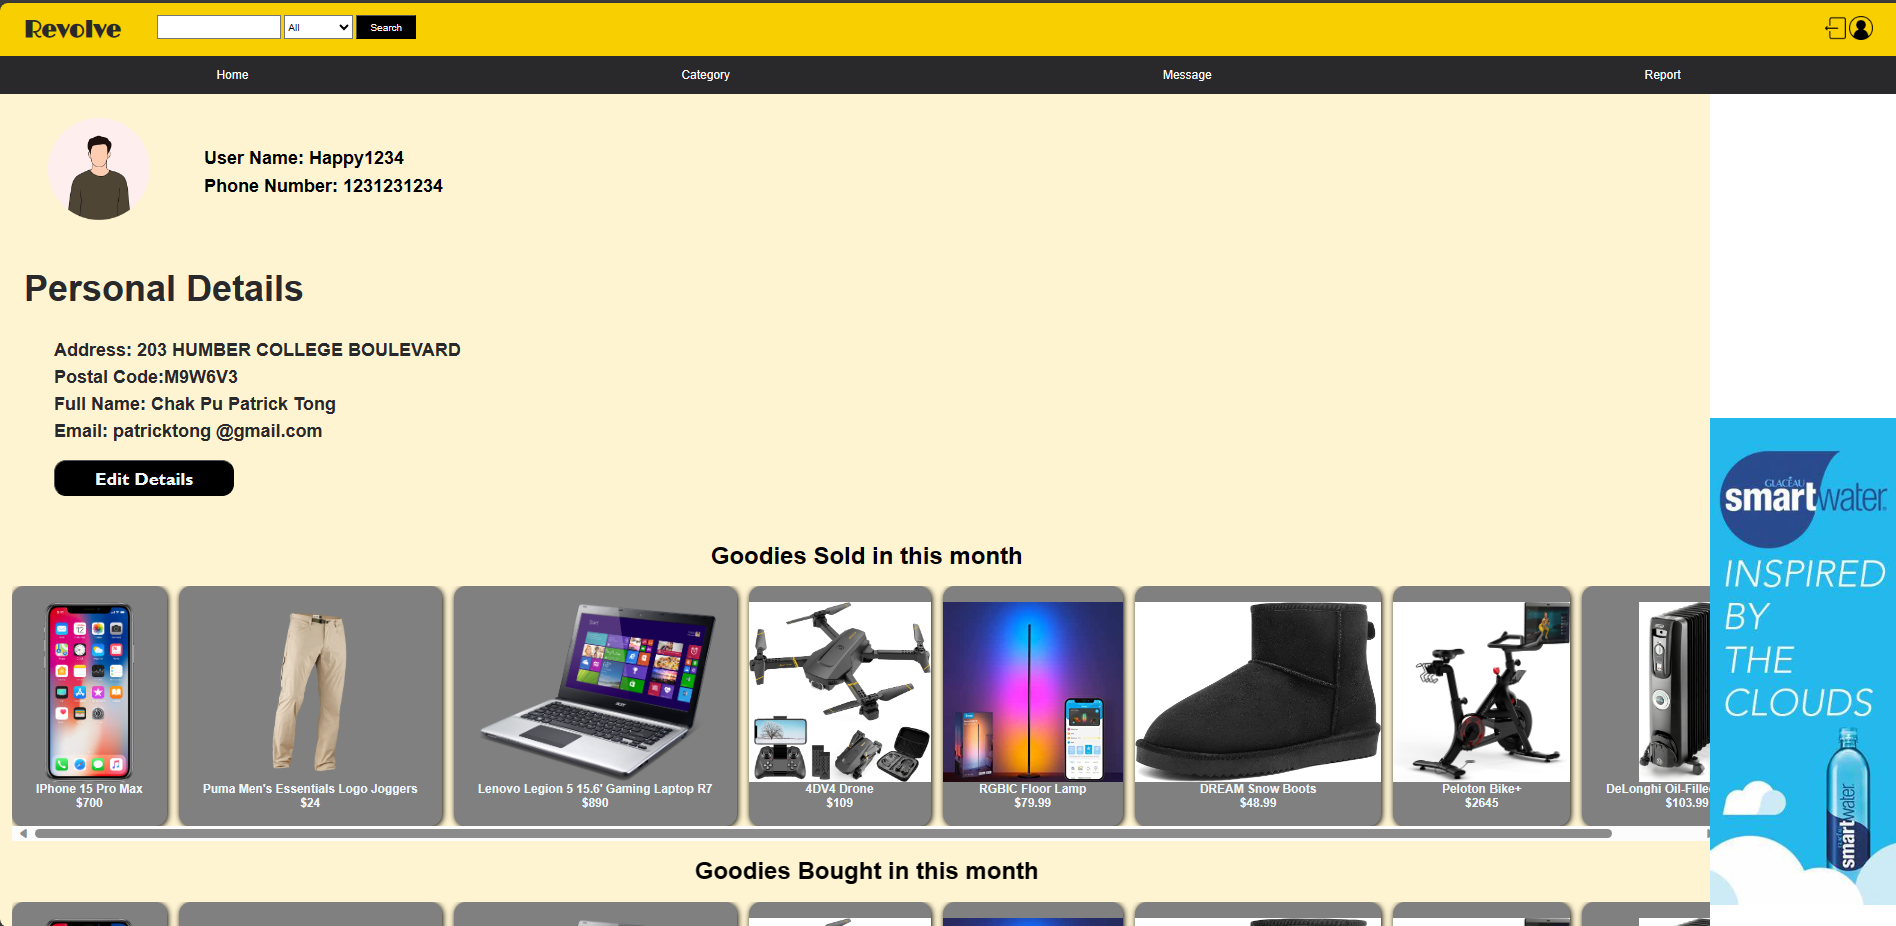 Revolve
All
Search
Home
Category
Message
Report
User Name: Happy1234
Phone Number: 1231231234
Personal Details
Address: 203 HUMBER COLLEGE BOULEVARD
Postal Code:M9W6V3
Full Name: Chak Pu Patrick Tong
Email: patricktong @gmail.com
Edit Details
Goodies Sold in this month
IPhone 15 Pro Max
$700
Puma Men's Essentials Logo Joggers
$24
Lenovo Legion 5 15.6' Gaming Laptop R7
$890
4DV4 Drone
$109
RGBIC Floor Lamp
$79.99
DREAM Snow Boots
$48.99
Peloton Bike+
$2645
DeLonghi Oil-Fille
$103.99
Goodies Bought in this month
GLACÉAU
smartwater
INSPIRED
BY
THE
CLOUDS
smartwater
smart